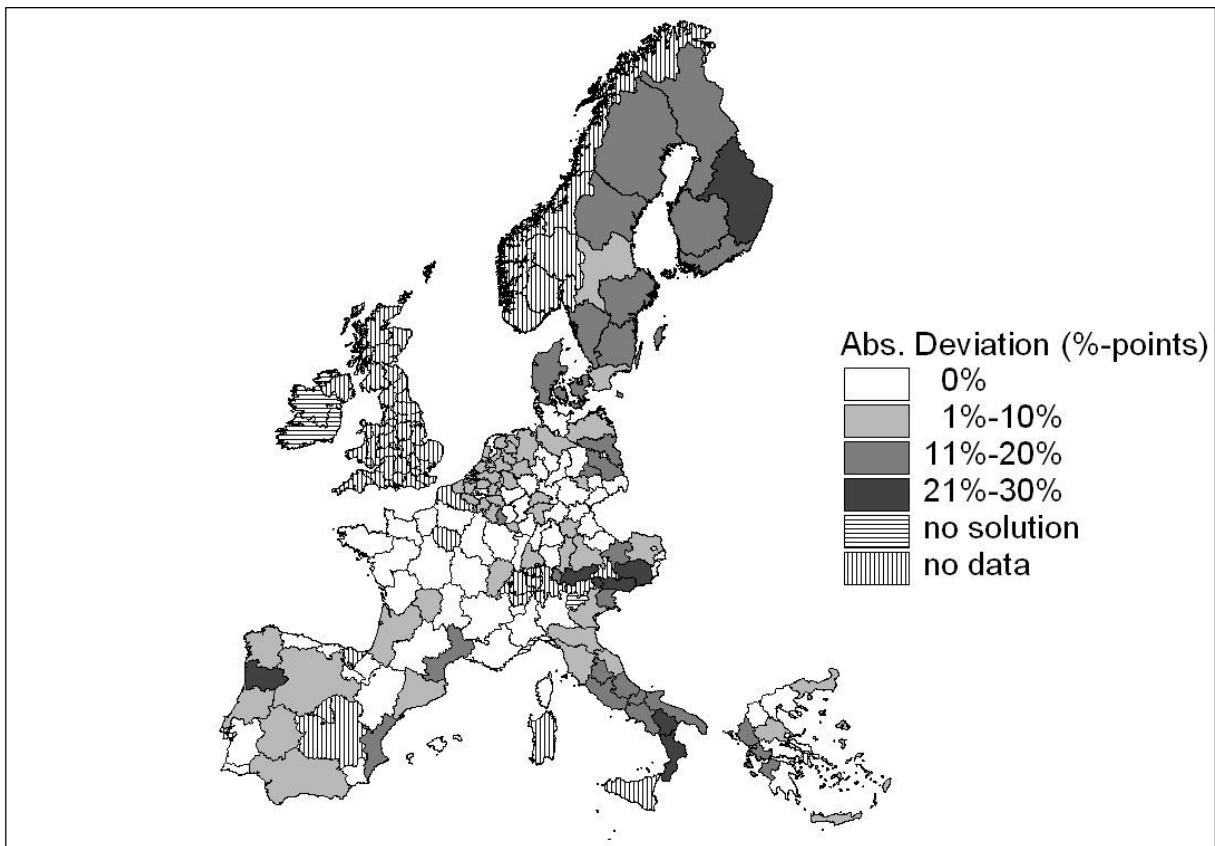 Abs. Deviation (%-points)
0%
1%-10%
11%-20%
21%-30%
no solution
no data